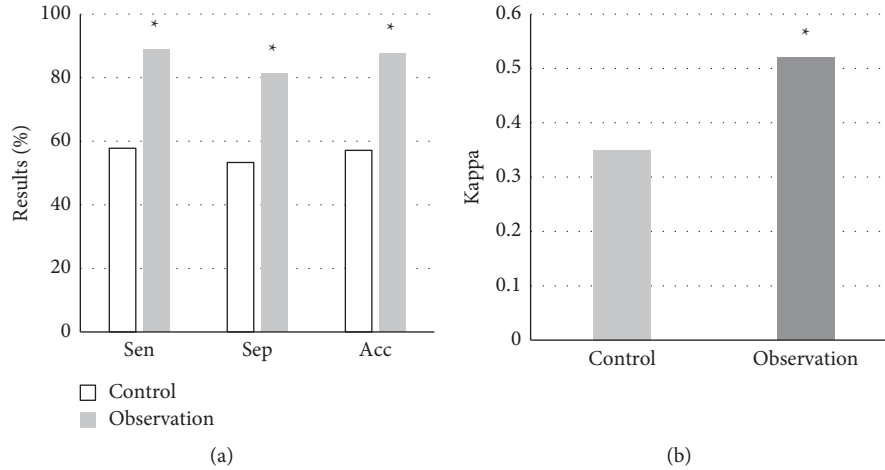 100
80
60
40
20
0
Results (%)
*
*
*
Sen
Sep
Acc
Control
Observation
(a)
0.6
0.5
0.4
0.3
0.2
0.1
0
Kappa
*
Control
Observation
(b)